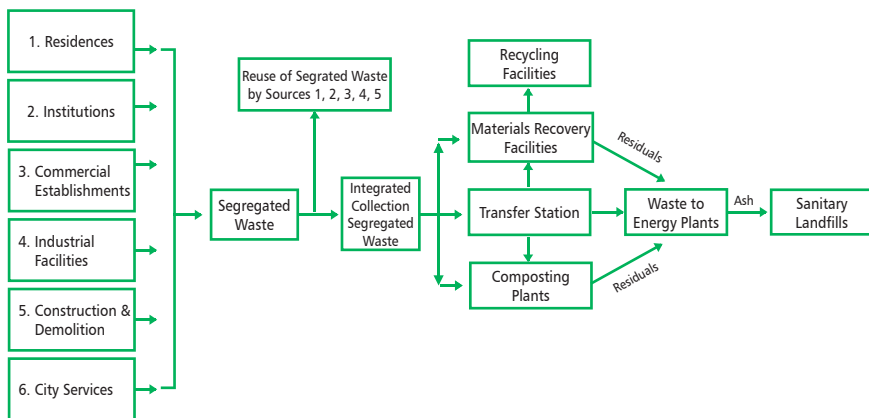 1. Residences
2. Institutions
3. Commercial
Establishments
4. Industrial
Facilities
5. Construction &
Demolition
6. City Services
Segregated
Waste
Reuse of Segrated Waste
by Sources 1, 2, 3, 4, 5
Integrated
Collection
Segregated
Waste
Recycling
Facilities
Materials Recovery
Facilities
Transfer Station
Composting
Plants
Residuals
Residuals
Waste to
Energy Plants
Ash
Sanitary
Landfills